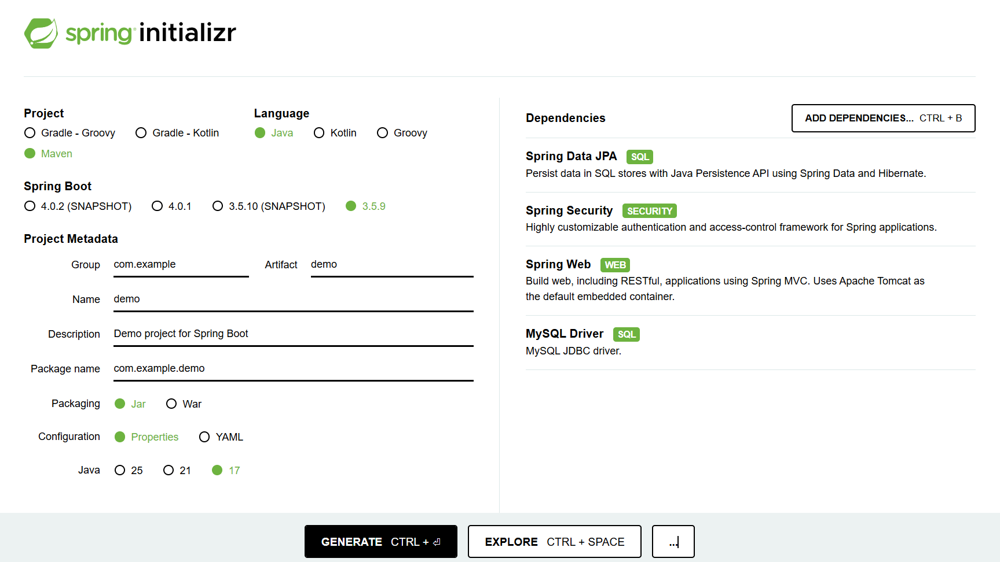 spring initializr
Project
Gradle - Groovy Gradle - Kotlin
Maven
Language
Java Kotlin Groovy
Spring Boot
4.0.2 (SNAPSHOT) 4.0.1 3.5.10 (SNAPSHOT) 3.5.9
Project Metadata
Group com.example Artifact demo
Name demo
Description Demo project for Spring Boot
Package name com.example.demo
Packaging Jar War
Configuration Properties YAML
Java 25 21 17
Dependencies ADD DEPENDENCIES... CTRL + B
Spring Data JPA SQL
Persist data in SQL stores with Java Persistence API using Spring Data and Hibernate.
Spring Security SECURITY
Highly customizable authentication and access-control framework for Spring applications.
Spring Web WEB
Build web, including RESTful, applications using Spring MVC. Uses Apache Tomcat as
the default embedded container.
MySQL Driver SQL
MySQL JDBC driver.
GENERATE CTRL + ⏎ EXPLORE CTRL + SPACE ...